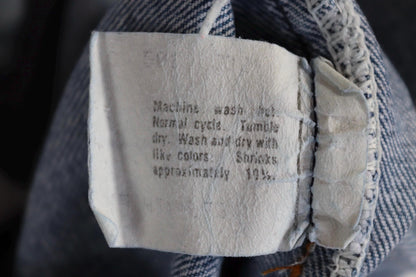 Machine wash hot.
Normal cycle. Tumble
dry. Wash and dry with
like colors. Shrinks
approximately 10%.